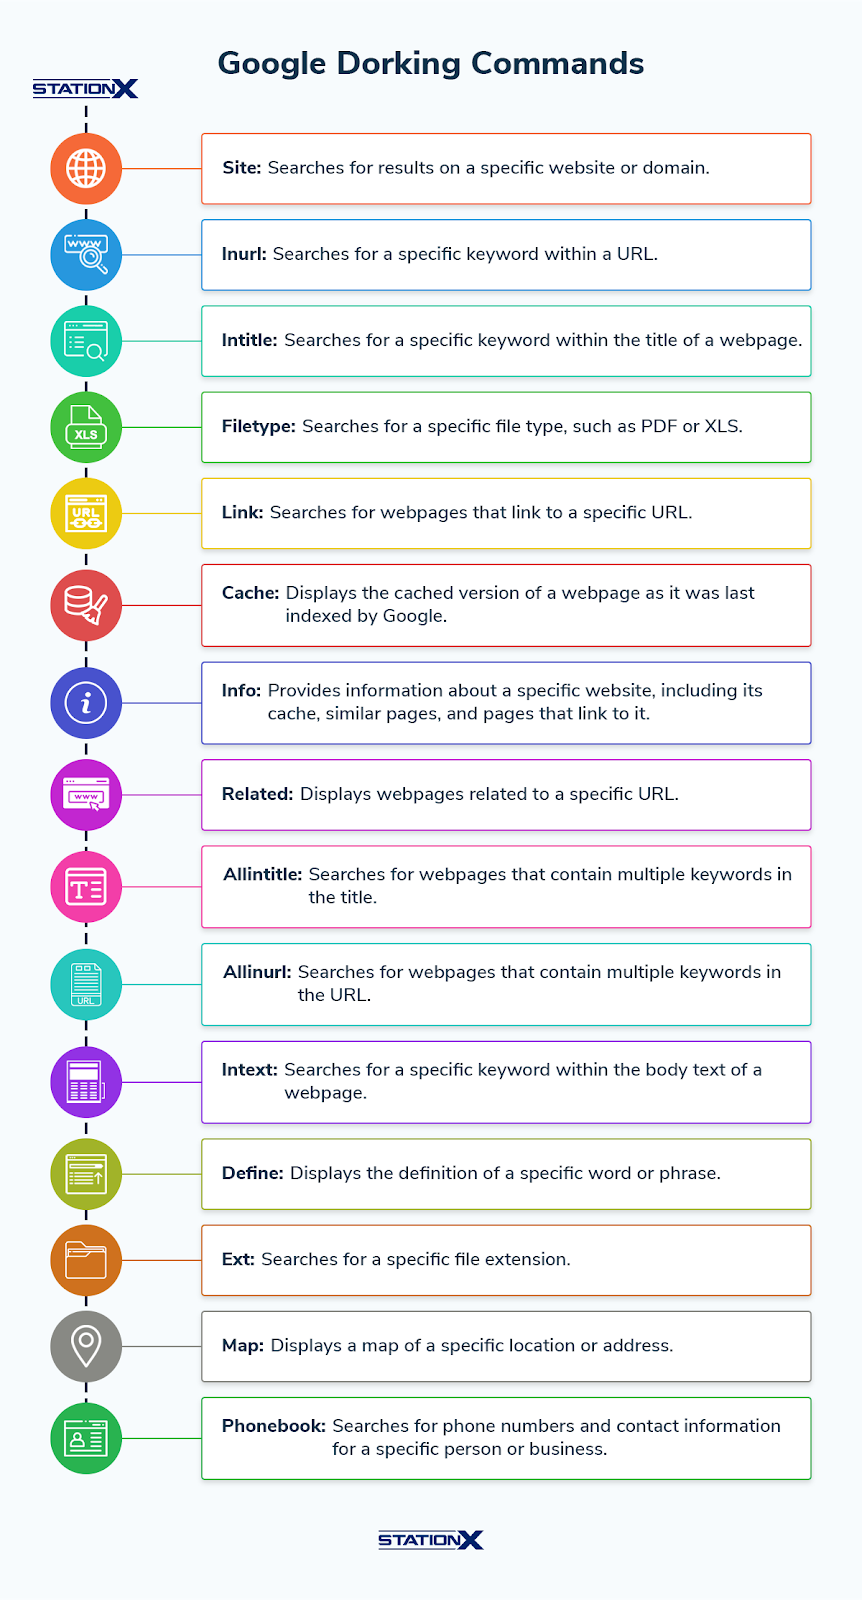 Google Dorking Commands
STATIONX
Site: Searches for results on a specific website or domain.
www
Inurl: Searches for a specific keyword within a URL.
Intitle: Searches for a specific keyword within the title of a webpage.
XLS
Filetype: Searches for a specific file type, such as PDF or XLS.
URL
Link: Searches for webpages that link to a specific URL.
Cache: Displays the cached version of a webpage as it was last
indexed by Google.
i
Info: Provides information about a specific website, including its
cache, similar pages, and pages that link to it.
www
Related: Displays webpages related to a specific URL.
T
Allintitle: Searches for webpages that contain multiple keywords in
the title.
URL
Allinurl: Searches for webpages that contain multiple keywords in
the URL.
Intext: Searches for a specific keyword within the body text of a
webpage.
Define: Displays the definition of a specific word or phrase.
Ext: Searches for a specific file extension.
Map: Displays a map of a specific location or address.
Phonebook: Searches for phone numbers and contact information
for a specific person or business.
STATIONX